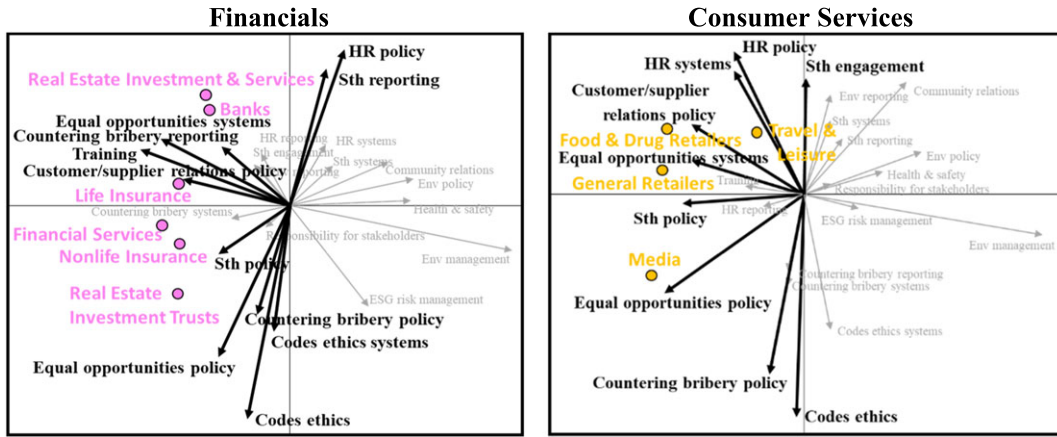 Financials
HR policy
Sth reporting
Real Estate Investment & Services
Banks
Equal opportunities systems
Countering bribery reporting
Training
Customer/supplier relations policy
HR reporting
HR systems
Sth engagement
Sth systems
reporting
Community relations
Env policy
Life Insurance
Health & safety
Countering bribery systems
Financial Services
Responsibility for stakeholders
Nonlife Insurance
Sth policy
Env management
Real Estate
Investment Trusts
ESG risk management
Countering bribery policy
Codes ethics systems
Equal opportunities policy
Codes ethics
Consumer Services
HR policy
HR systems
Sth engagement
Customer/supplier
relations policy
Env reporting
Community relations
Sth systems
Food & Drug Retailers
Travel &
Leisure
Sth reporting
Equal opportunities systems
Env policy
General Retailers
Training
Health & safety
Responsibility for stakeholders
Sth policy
HR reporting
ESG risk management
Env management
Media
Countering bribery reporting
Countering bribery systems
Equal opportunities policy
Codes ethics systems
Countering bribery policy
Codes ethics